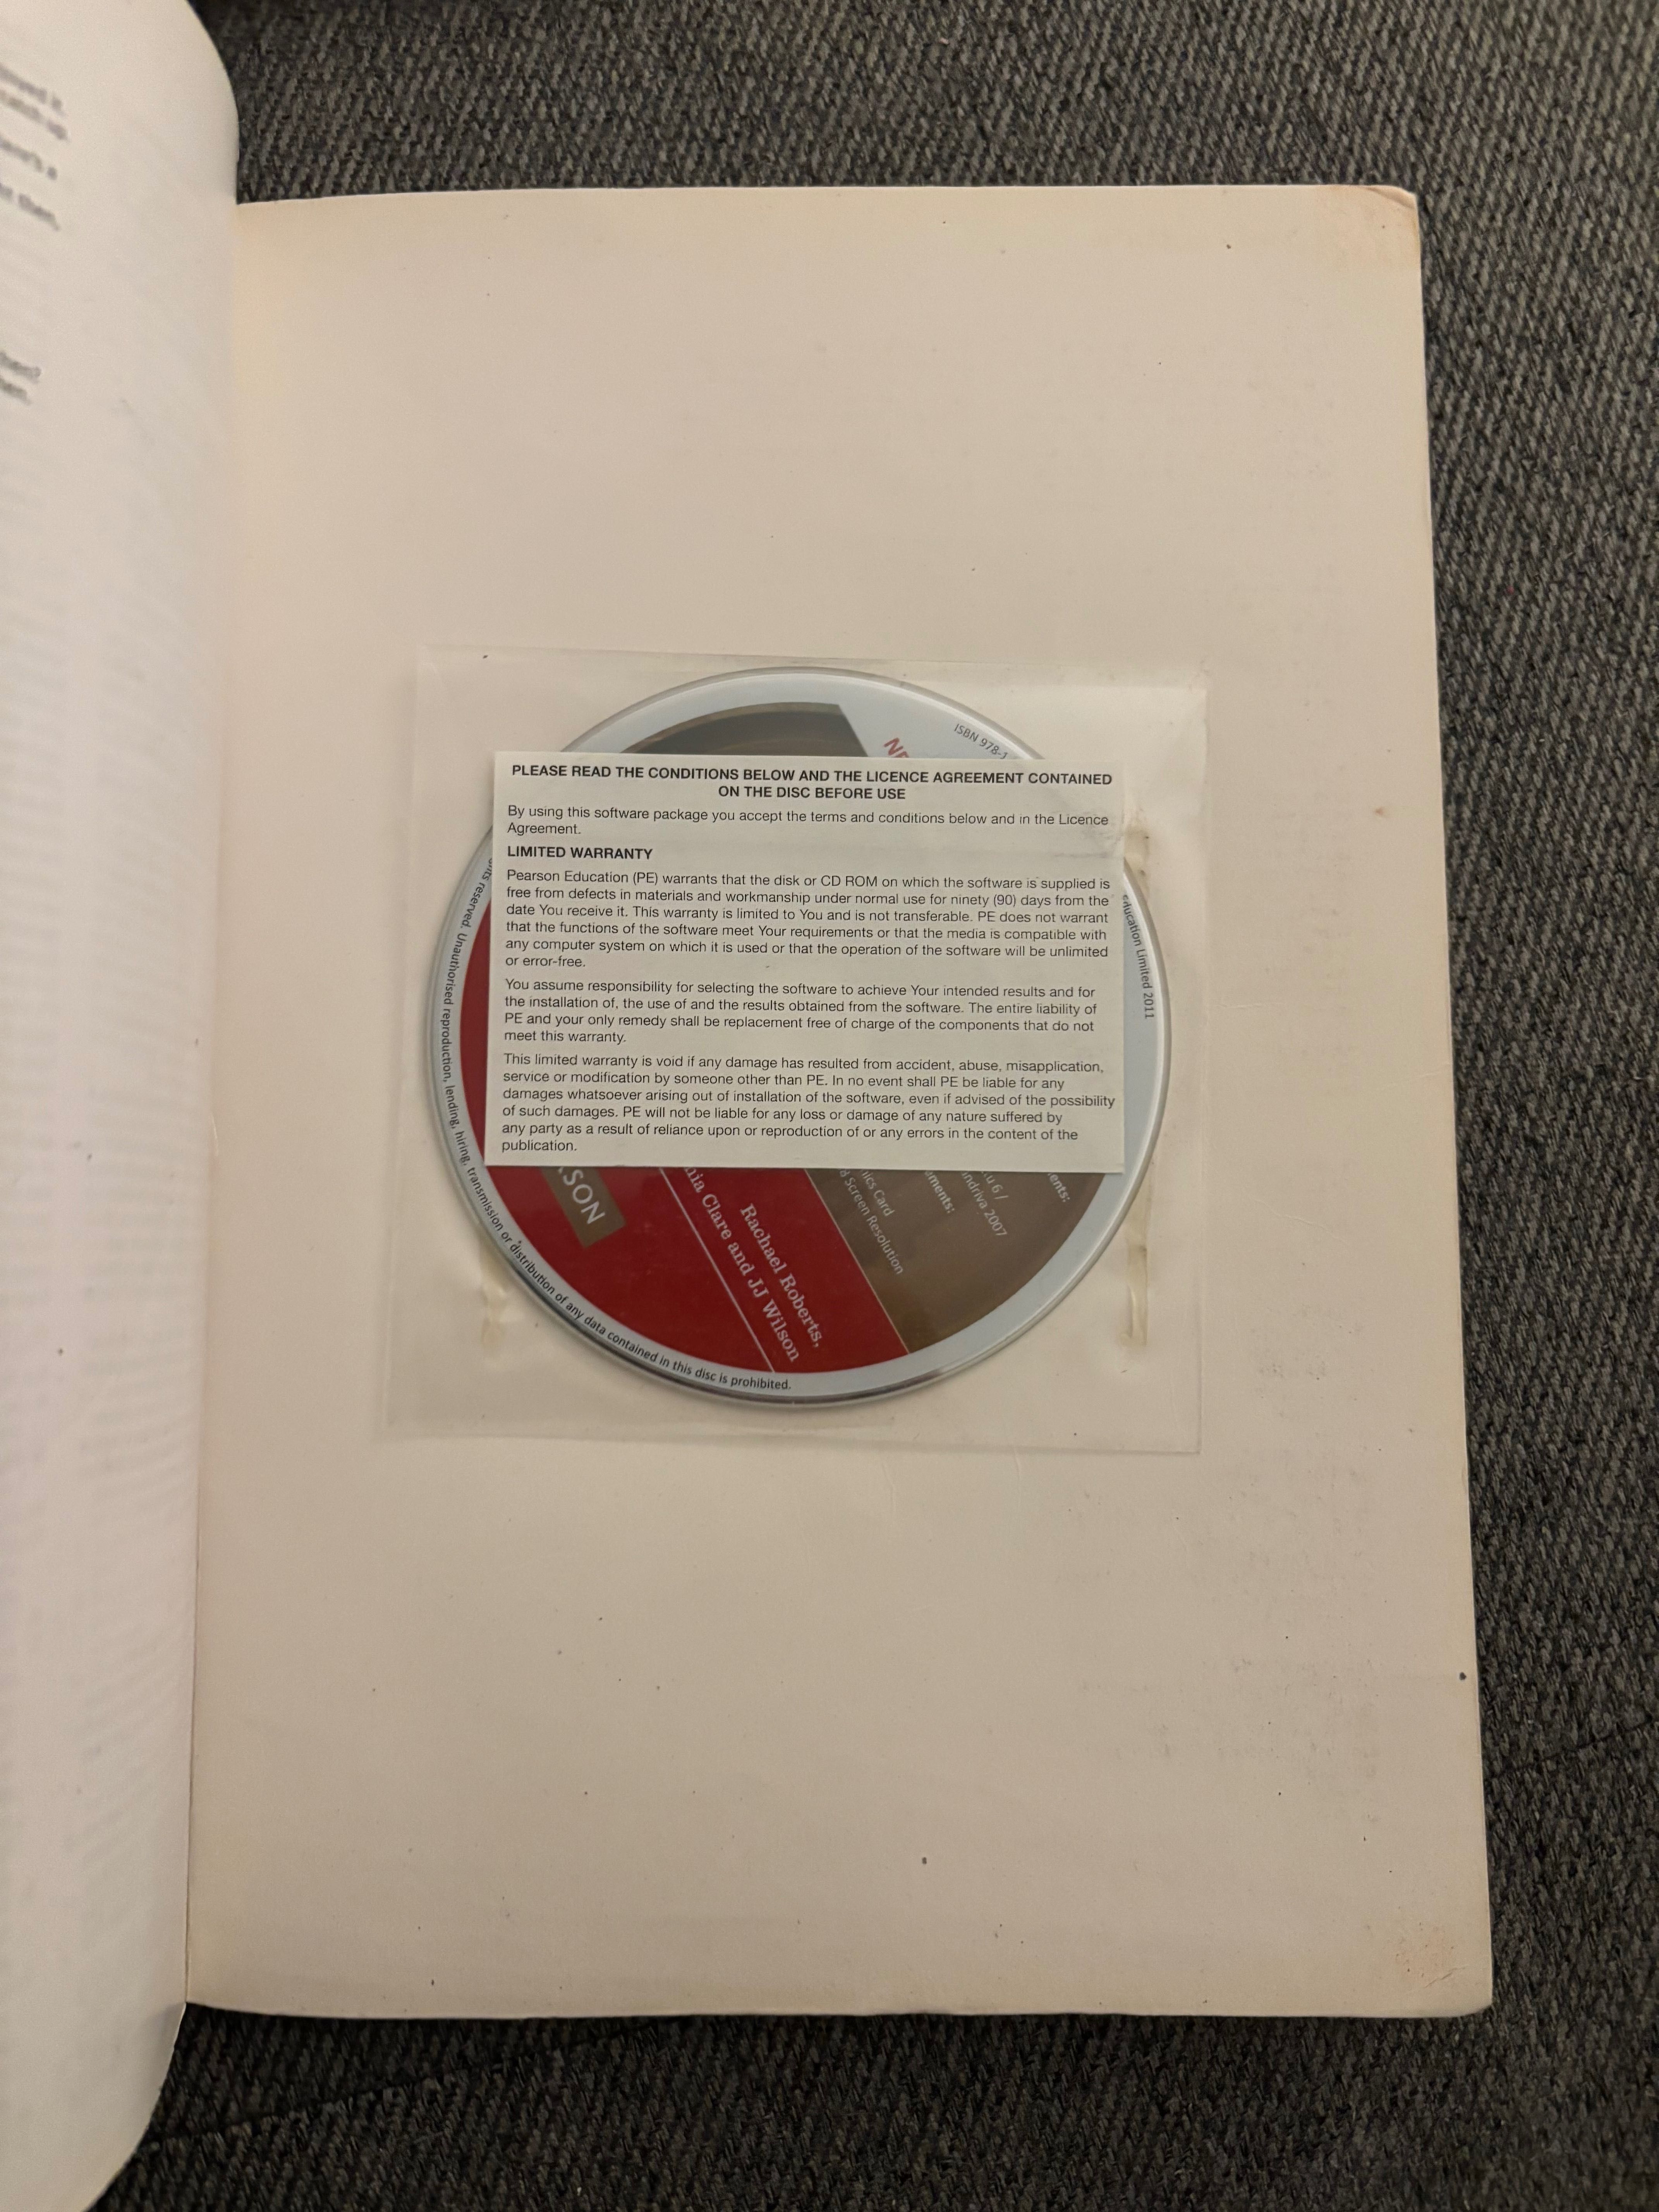 ISBN 978-1
PLEASE READ THE CONDITIONS BELOW AND THE LICENCE AGREEMENT CONTAINED
ON THE DISC BEFORE USE
By using this software package you accept the terms and conditions below and in the Licence
Agreement.
LIMITED WARRANTY
Pearson Education (PE) warrants that the disk or CD ROM on which the software is supplied is
free from defects in materials and workmanship under normal use for ninety (90) days from the
date You receive it. This warranty is limited to You and is not transferable. PE does not warrant
that the functions of the software meet Your requirements or that the media is compatible with
any computer system on which it is used or that the operation of the software will be unlimited
or error-free.
You assume responsibility for selecting the software to achieve Your intended results and for
the installation of, the use of and the results obtained from the software. The entire liability of
PE and your only remedy shall be replacement free of charge of the components that do not
meet this warranty.
This limited warranty is void if any damage has resulted from accident, abuse, misapplication,
service or modification by someone other than PE. In no event shall PE be liable for any
damages whatsoever arising out of installation of the software, even if advised of the possibility
of such damages. PE will not be liable for any loss or damage of any nature suffered by
any party as a result of reliance upon or reproduction of or any errors in the content of the
publication.
Education Limited 2011
reserved. Unauthorised reproduction, lending, hiring, transmission or distribution of any data contained in this disc is prohibited.
SON
Rachael Roberts,
nia Clare and JJ Wilson
ents:
u 6 /
ndriva 2007
ments:
ics Card
d Screen Resolution